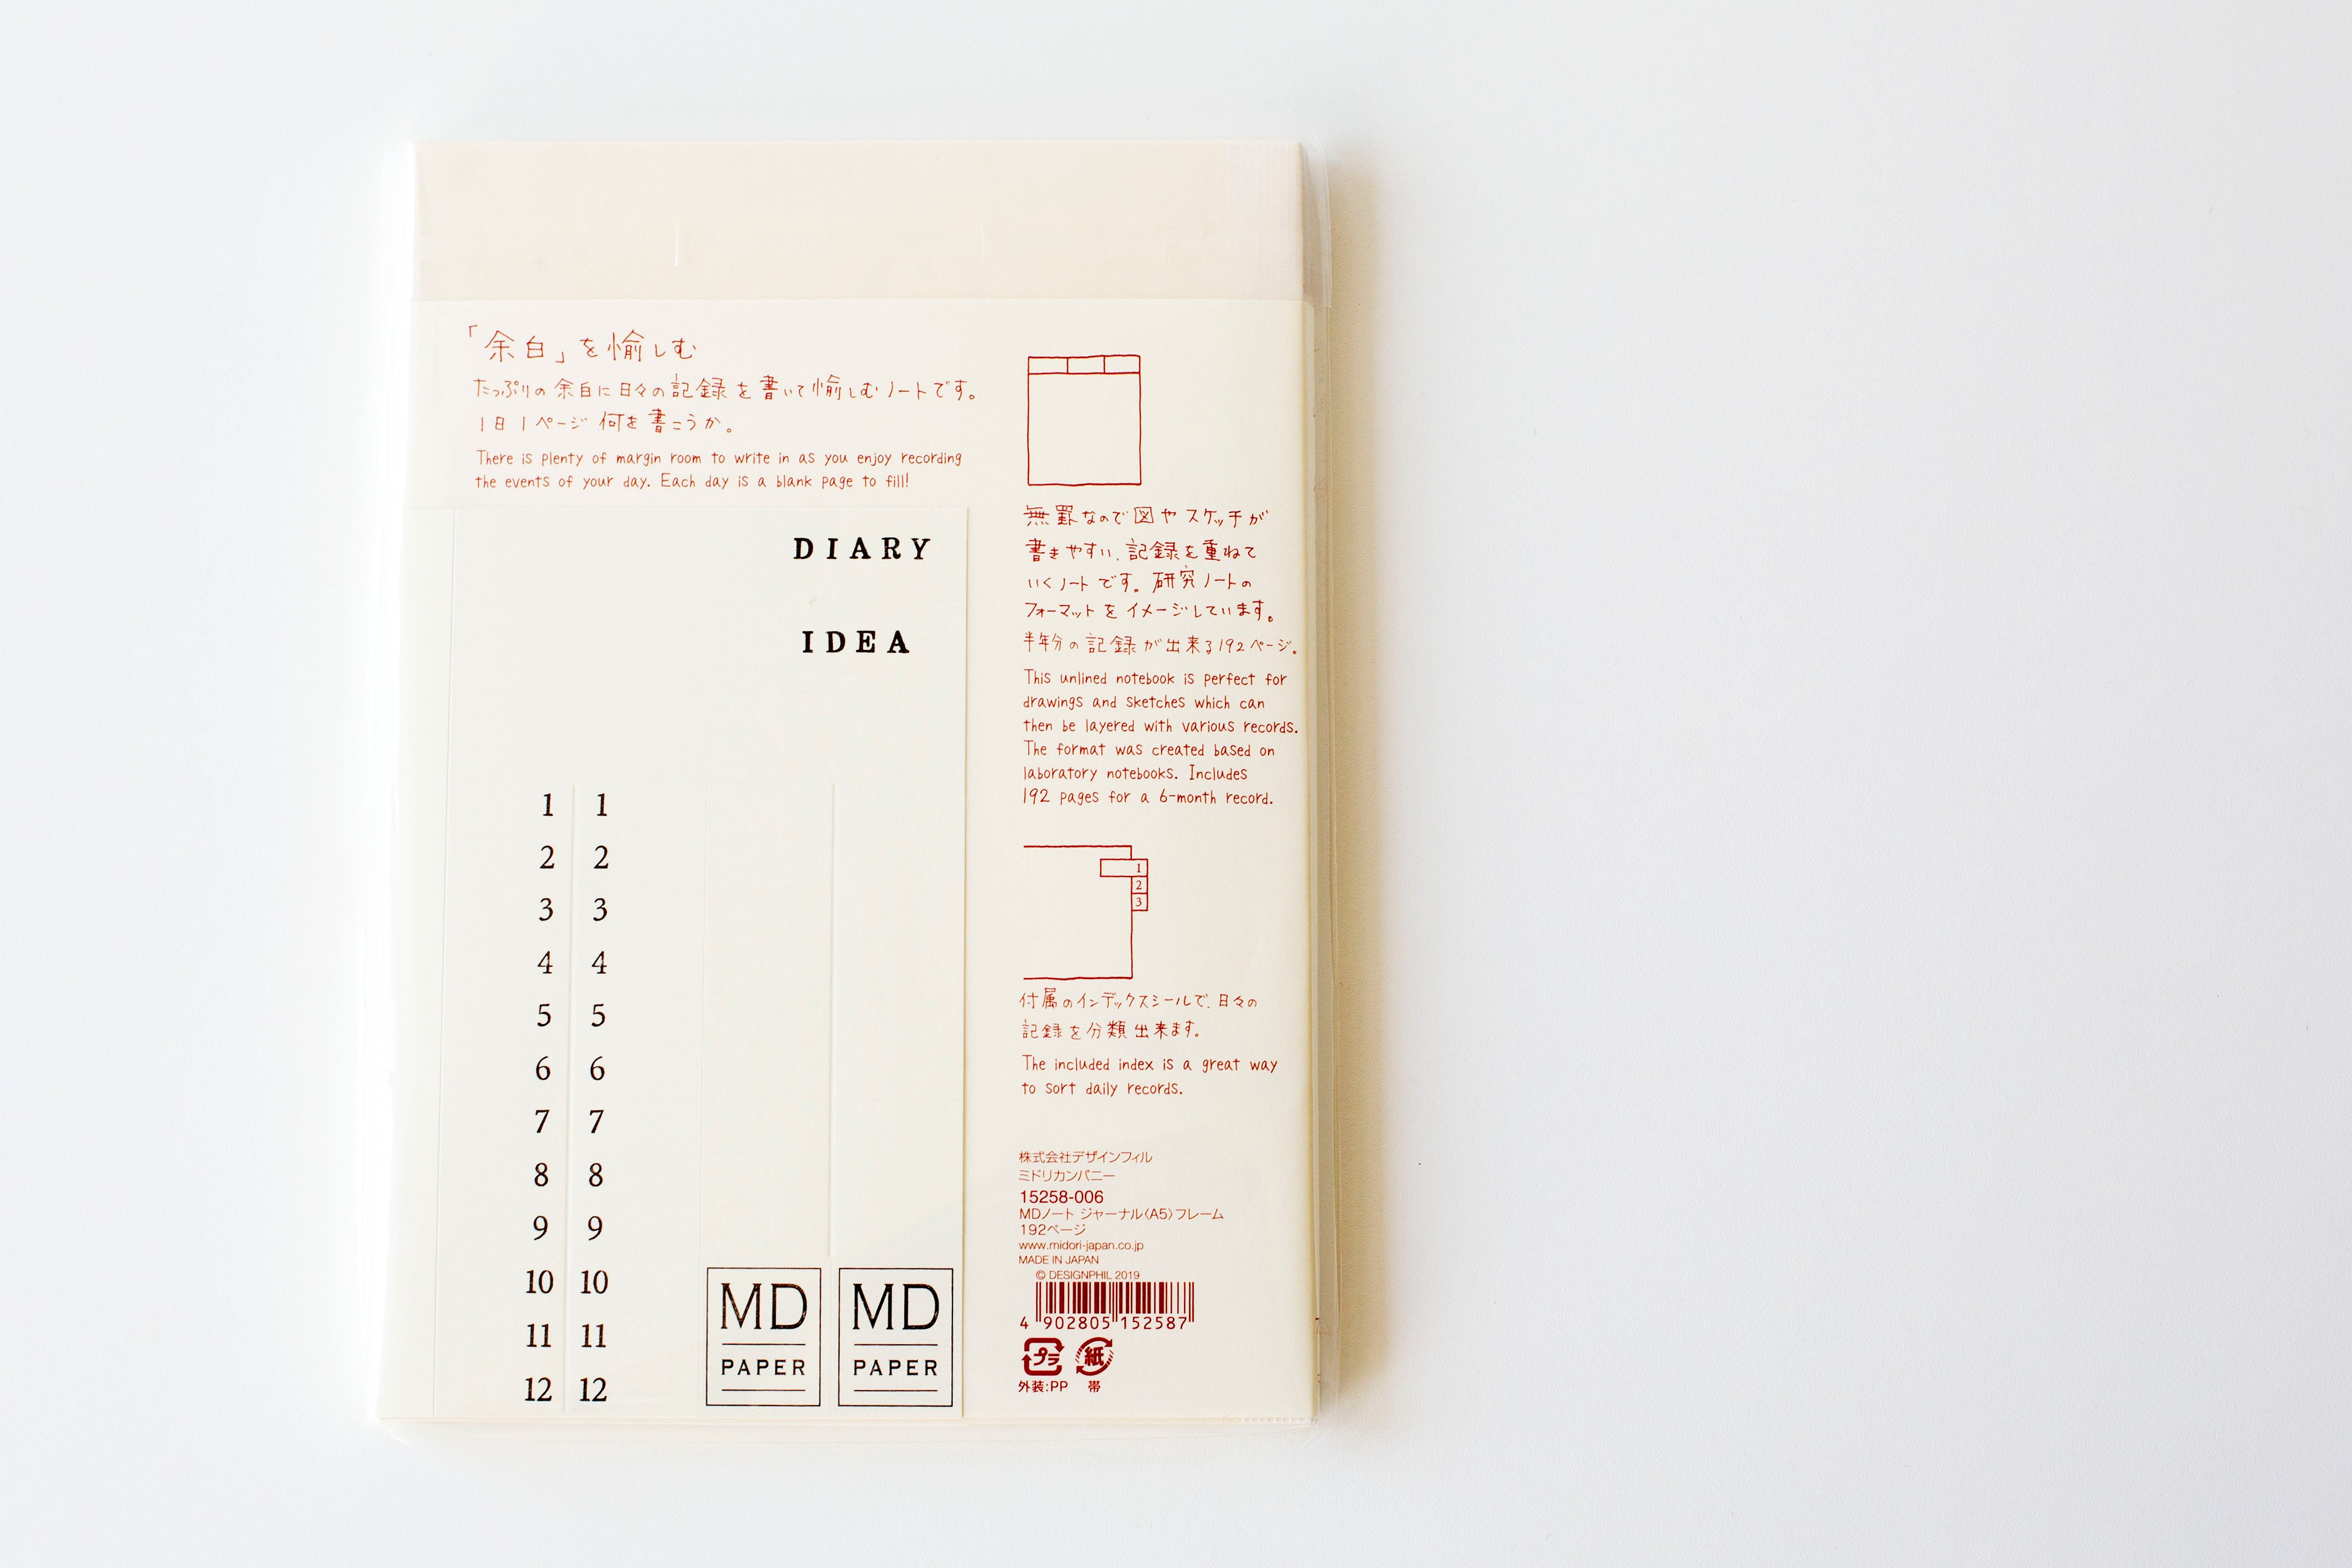 「余白」を愉しむ
たっぷりの余白に日々の記録を書いて愉しむノートです。
1日1ページ何を書こうか。
There is plenty of margin room to write in as you enjoy recording
the events of your day. Each day is a blank page to fill!
DIARY
IDEA
1 1
2 2
3 3
4 4
5 5
6 6
7 7
8 8
9 9
10 10
11 11
12 12
MD MD
PAPER PAPER
無罫なので図やスケッチが
書きやすい、記録を重ねて
いくノートです。研究ノートの
フォーマットをイメージしています。
半年分の記録が出来る192ページ。
This unlined notebook is perfect for
drawings and sketches which can
then be layered with various records.
The format was created based on
laboratory notebooks. Includes
192 pages for a 6-month record.
1
2
3
付属のインデックスシールで、日々の
記録を分類出来ます。
The included index is a great way
to sort daily records.
株式会社デザインフィル
ミドリカンパニー
15258-006
MDノート ジャーナル〈A5〉フレーム
192ページ
www.midori-japan.co.jp
MADE IN JAPAN
© DESIGNPHIL 2019
4 902805 152587
プラ 紙
外装:PP 帯